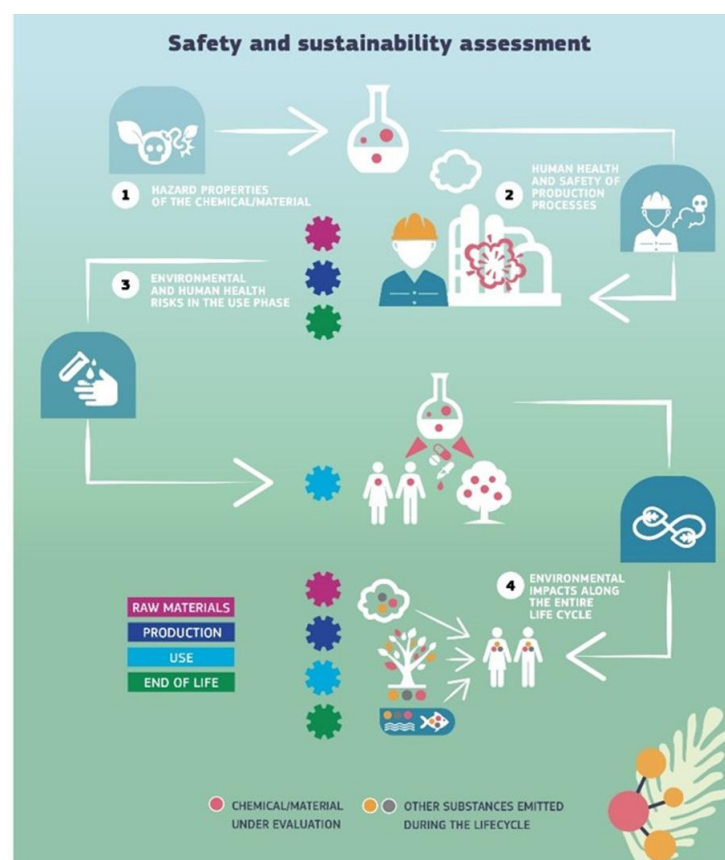 Safety and sustainability assessment
1
HAZARD PROPERTIES
OF THE CHEMICAL/MATERIAL
2
HUMAN HEALTH
AND SAFETY OF
PRODUCTION
PROCESSES
3
ENVIRONMENTAL
AND HUMAN HEALTH
RISKS IN THE USE PHASE
4
ENVIRONMENTAL
IMPACTS ALONG
THE ENTIRE
LIFE CYCLE
RAW MATERIALS
PRODUCTION
USE
END OF LIFE
CHEMICAL/MATERIAL
UNDER EVALUATION
OTHER SUBSTANCES EMITTED
DURING THE LIFECYCLE